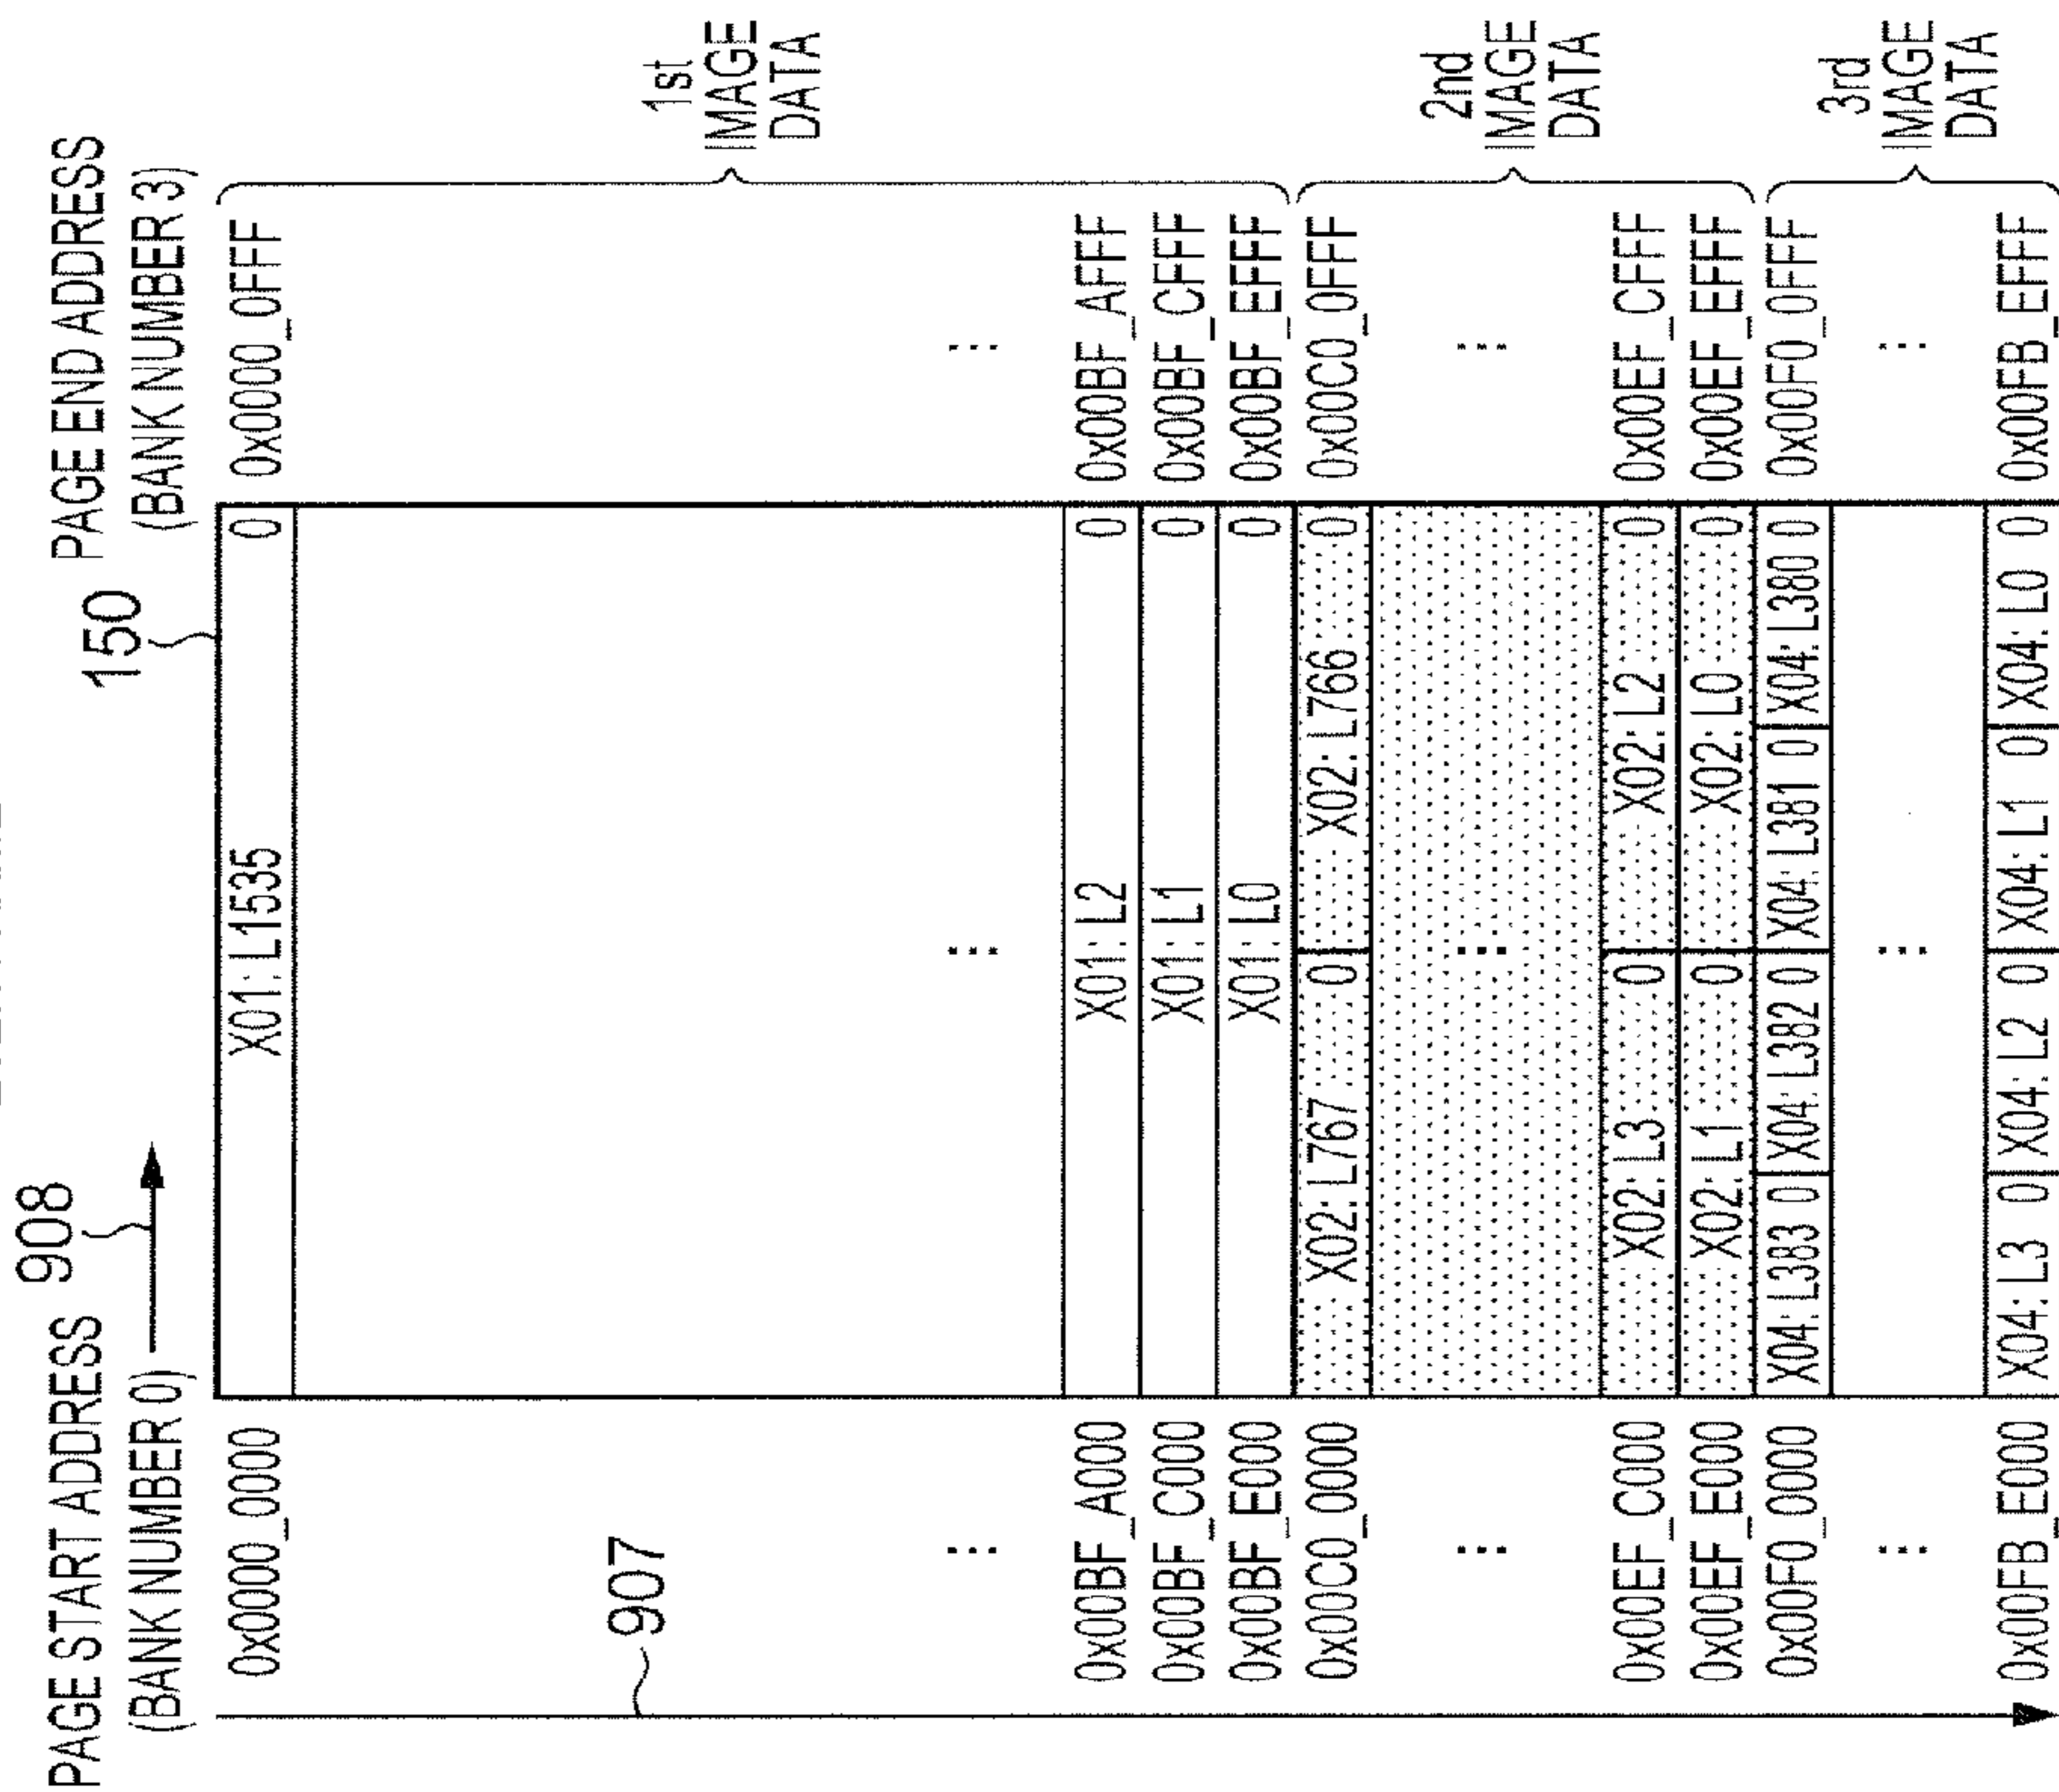 PAGE START ADDRESS
(BANK NUMBER 0)
908
150
PAGE END ADDRESS
(BANK NUMBER 3)
0x0000_0000
X01: L1535 0
0x0000_0FFF
907
...
...
...
1st
IMAGE
DATA
0x00BF_A000
X01: L2 0
0x00BF_AFFF
0x00BF_C000
X01: L1 0
0x00BF_CFFF
0x00BF_E000
X01: L0 0
0x00BF_EFFF
0x00C0_0000
X02: L767 0
X02: L766 0
0x00C0_0FFF
...
...
...
2nd
IMAGE
DATA
0x00EF_C000
X02: L3 0
X02: L2 0
0x00EF_CFFF
0x00EF_E000
X02: L1 0
X02: L0 0
0x00EF_EFFF
0x00F0_0000
X04: L383 0
X04: L382 0
X04: L381 0
X04: L380 0
0x00F0_0FFF
...
...
...
3rd
IMAGE
DATA
0x00FB_E000
X04: L3 0
X04: L2 0
X04: L1 0
X04: L0 0
0x00FB_EFFF